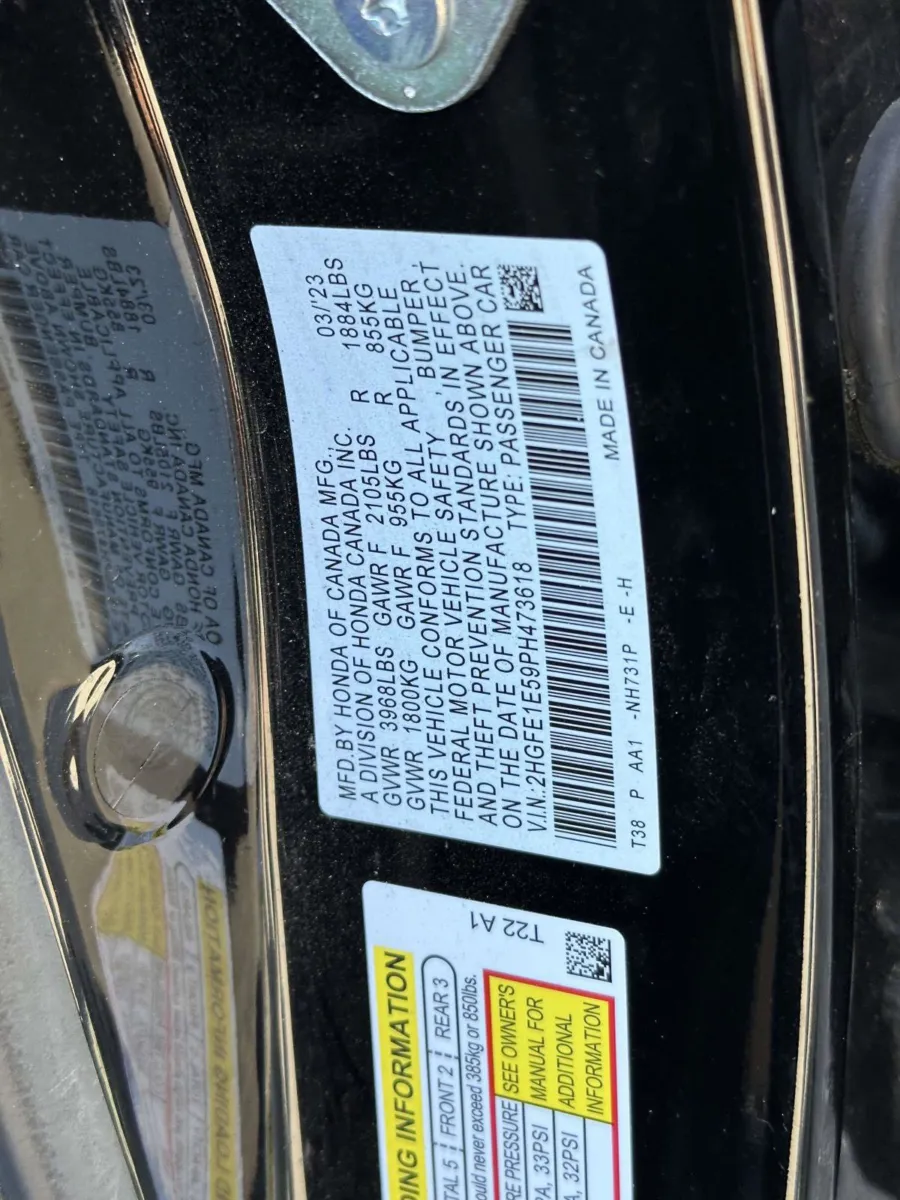 MFD.BY HONDA OF CANADA MFG.,
A DIVISION OF HONDA CANADA INC. 03/'23
GVWR 3968LBS GAWR F 2105LBS R 1884LBS
GVWR 1800KG GAWR F 955KG R 855KG
THIS VEHICLE CONFORMS TO ALL APPLICABLE
FEDERAL MOTOR VEHICLE SAFETY, BUMPER,
AND THEFT PREVENTION STANDARDS IN EFFECT
ON THE DATE OF MANUFACTURE SHOWN ABOVE.
V.I.N.:2HGFE1E59PH473618 TYPE: PASSENGER CAR
MADE IN CANADA
T38 P AA1 -NH731P -E -H
T22 A1
DING INFORMATION
TAL 5 FRONT 2 REAR 3
ould never exceed 385kg or 850lbs.
RE PRESSURE
PA, 33PSI
A, 32PSI
SEE OWNER'S
MANUAL FOR
ADDITIONAL
INFORMATION